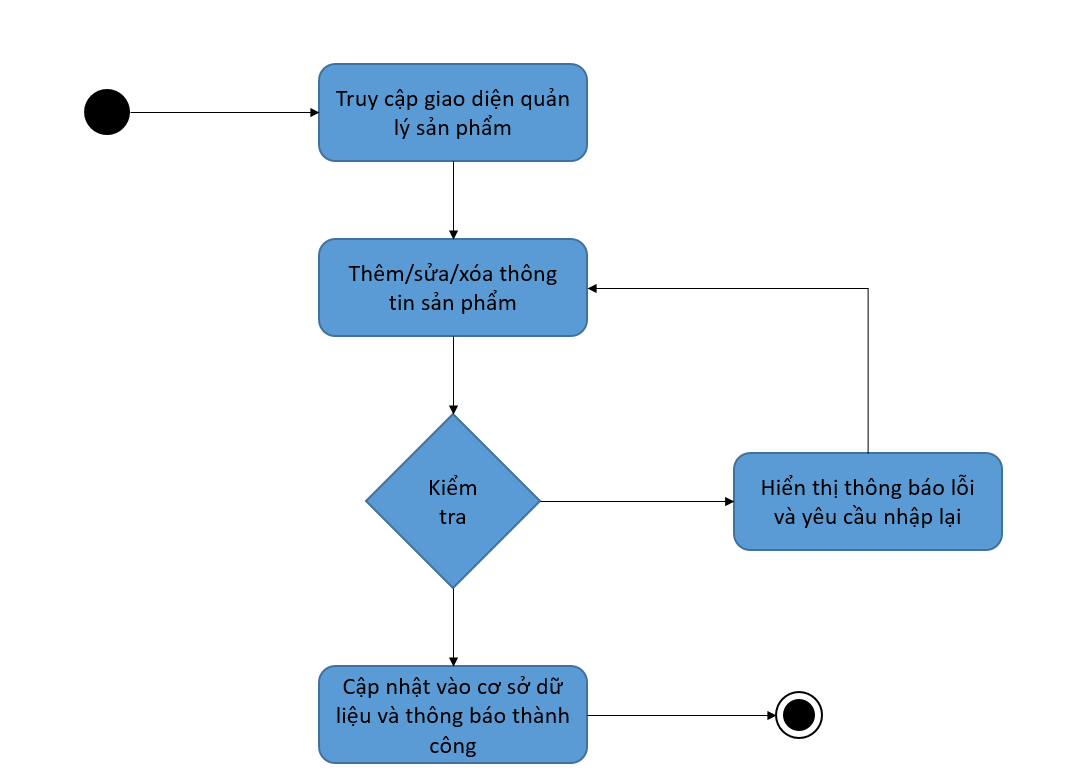 Truy cập giao diện quản
lý sản phẩm
Thêm/sửa/xóa thông
tin sản phẩm
Kiểm
tra
Hiển thị thông báo lỗi
và yêu cầu nhập lại
Cập nhật vào cơ sở dữ
liệu và thông báo thành
công